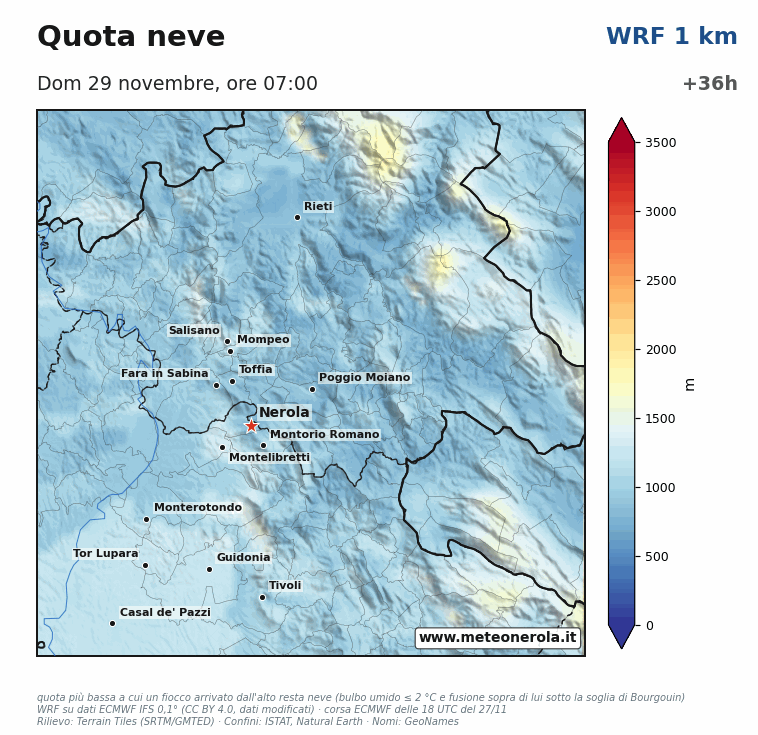 Quota neve
WRF 1 km
Dom 29 novembre, ore 07:00
+36h
Rieti
Salisano
Mompeo
Fara in Sabina
Toffia
Poggio Moiano
Nerola
Montorio Romano
Montelibretti
Monterotondo
Tor Lupara
Guidonia
Tivoli
Casal de' Pazzi
www.meteonerola.it
3500
3000
2500
2000
1500
1000
500
0
m
quota più bassa a cui un fiocco arrivato dall'alto resta neve (bulbo umido ≤ 2 °C e fusione sopra di lui sotto la soglia di Bourgouin)
WRF su dati ECMWF IFS 0,1° (CC BY 4.0, dati modificati) · corsa ECMWF delle 18 UTC del 27/11
Rilievo: Terrain Tiles (SRTM/GMTED) · Confini: ISTAT, Natural Earth · Nomi: GeoNames